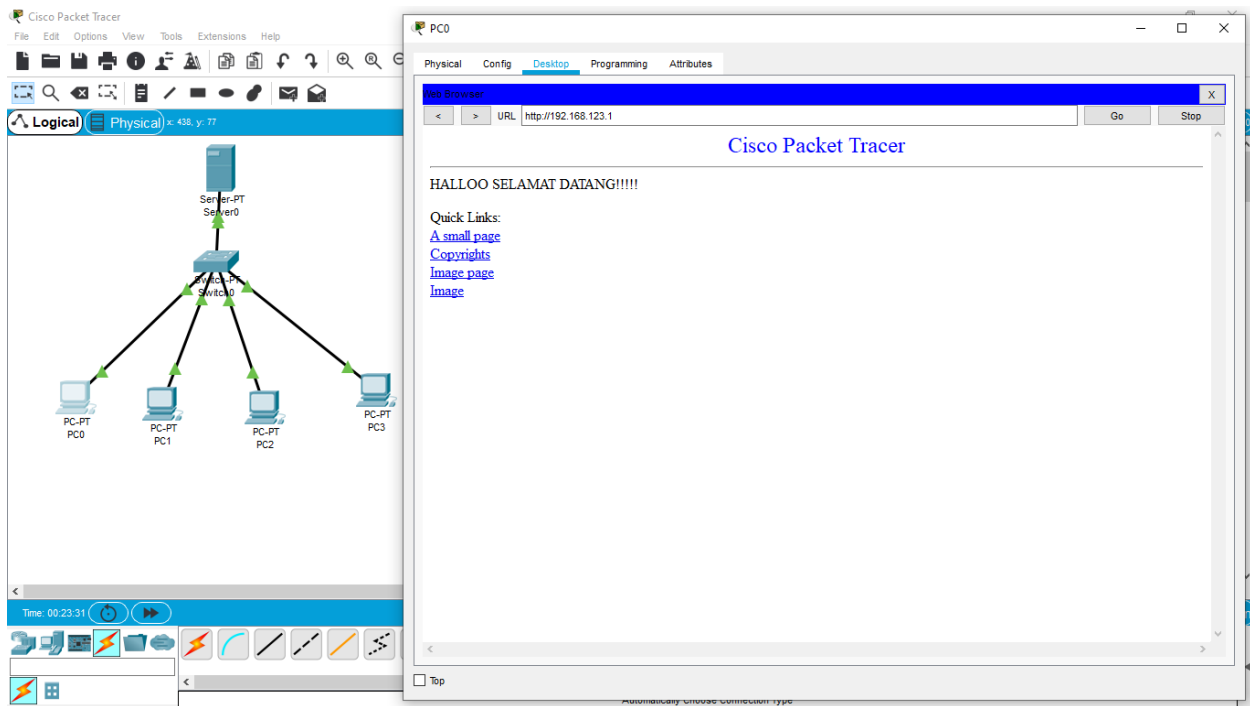 Cisco Packet Tracer
File Edit Options View Tools Extensions Help
Logical
Physical
x: 438, y: 77
Server-PT
Server0
Switch-PT
Switch0
PC-PT
PC0
PC-PT
PC1
PC-PT
PC2
PC-PT
PC3
Time: 00:23:31
PC0
Physical Config Desktop Programming Attributes
Web Browser
X
< > URL http://192.168.123.1 Go Stop
Cisco Packet Tracer
HALLOO SELAMAT DATANG!!!!!
Quick Links:
A small page
Copyrights
Image page
Image
Top
Automatically Choose Connection Type